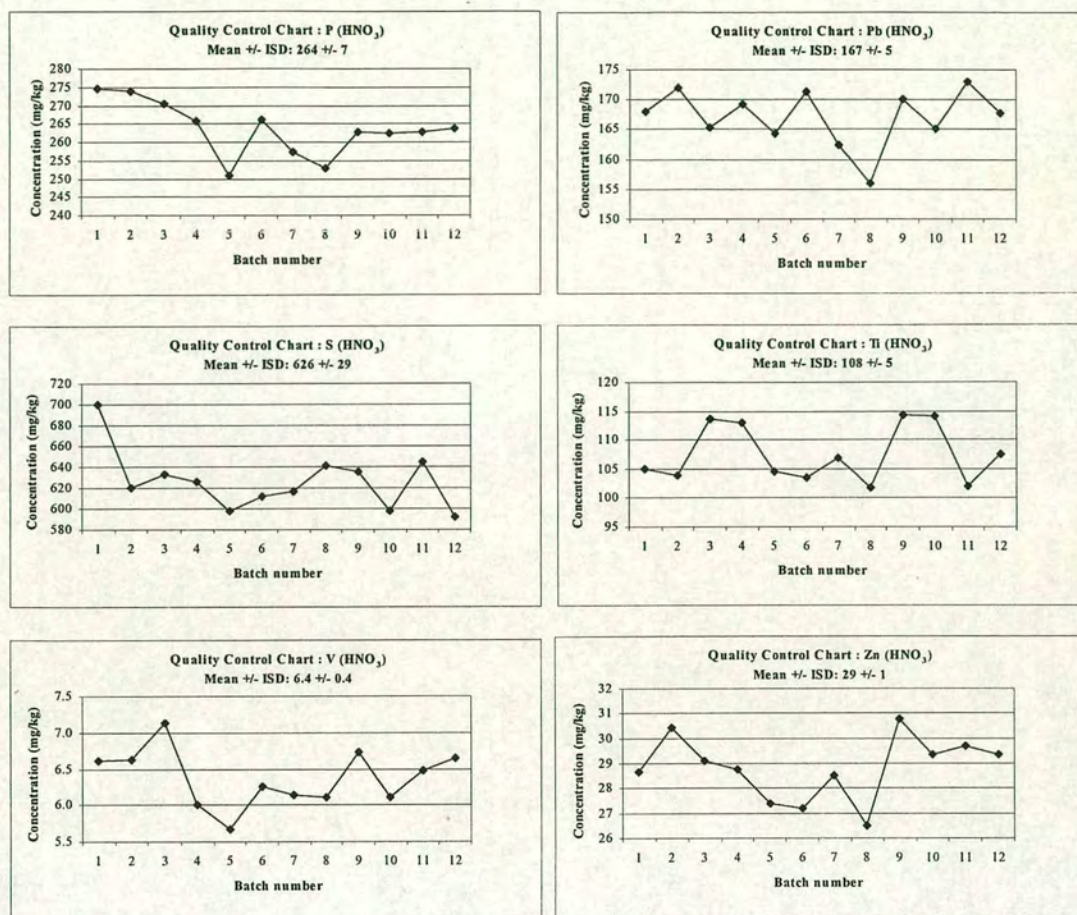 Quality Control Chart : P (HNO₃)
Mean +/- ISD: 264 +/- 7
Concentration (mg/kg)
280
275
270
265
260
255
250
245
240
1 2 3 4 5 6 7 8 9 10 11 12
Batch number
Quality Control Chart : Pb (HNO₃)
Mean +/- ISD: 167 +/- 5
Concentration (mg/kg)
175
170
165
160
155
150
1 2 3 4 5 6 7 8 9 10 11 12
Batch number
Quality Control Chart : S (HNO₃)
Mean +/- ISD: 626 +/- 29
Concentration (mg/kg)
720
700
680
660
640
620
600
580
1 2 3 4 5 6 7 8 9 10 11 12
Batch number
Quality Control Chart : Ti (HNO₃)
Mean +/- ISD: 108 +/- 5
Concentration (mg/kg)
120
115
110
105
100
95
1 2 3 4 5 6 7 8 9 10 11 12
Batch number
Quality Control Chart : V (HNO₃)
Mean +/- ISD: 6.4 +/- 0.4
Concentration (mg/kg)
7.5
7.0
6.5
6.0
5.5
1 2 3 4 5 6 7 8 9 10 11 12
Batch number
Quality Control Chart : Zn (HNO₃)
Mean +/- ISD: 29 +/- 1
Concentration (mg/kg)
32
31
30
29
28
27
26
1 2 3 4 5 6 7 8 9 10 11 12
Batch number